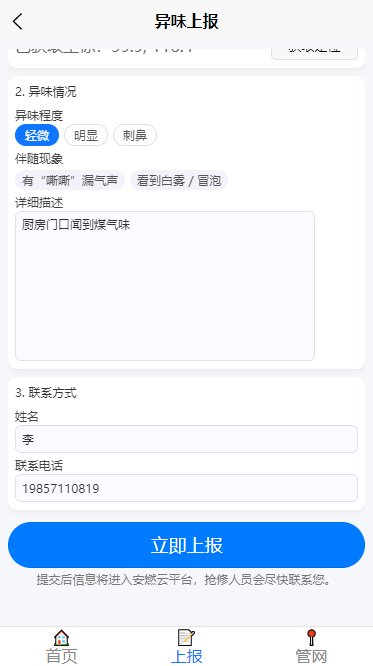 异味上报
2. 异味情况
异味程度
轻微 明显 刺鼻
伴随现象
有“嘶嘶”漏气声 看到白雾 / 冒泡
详细描述
厨房门口闻到煤气味
3. 联系方式
姓名
李
联系电话
19857110819
立即上报
提交后信息将进入安燃云平台，抢修人员会尽快联系您。
首页 上报 管网